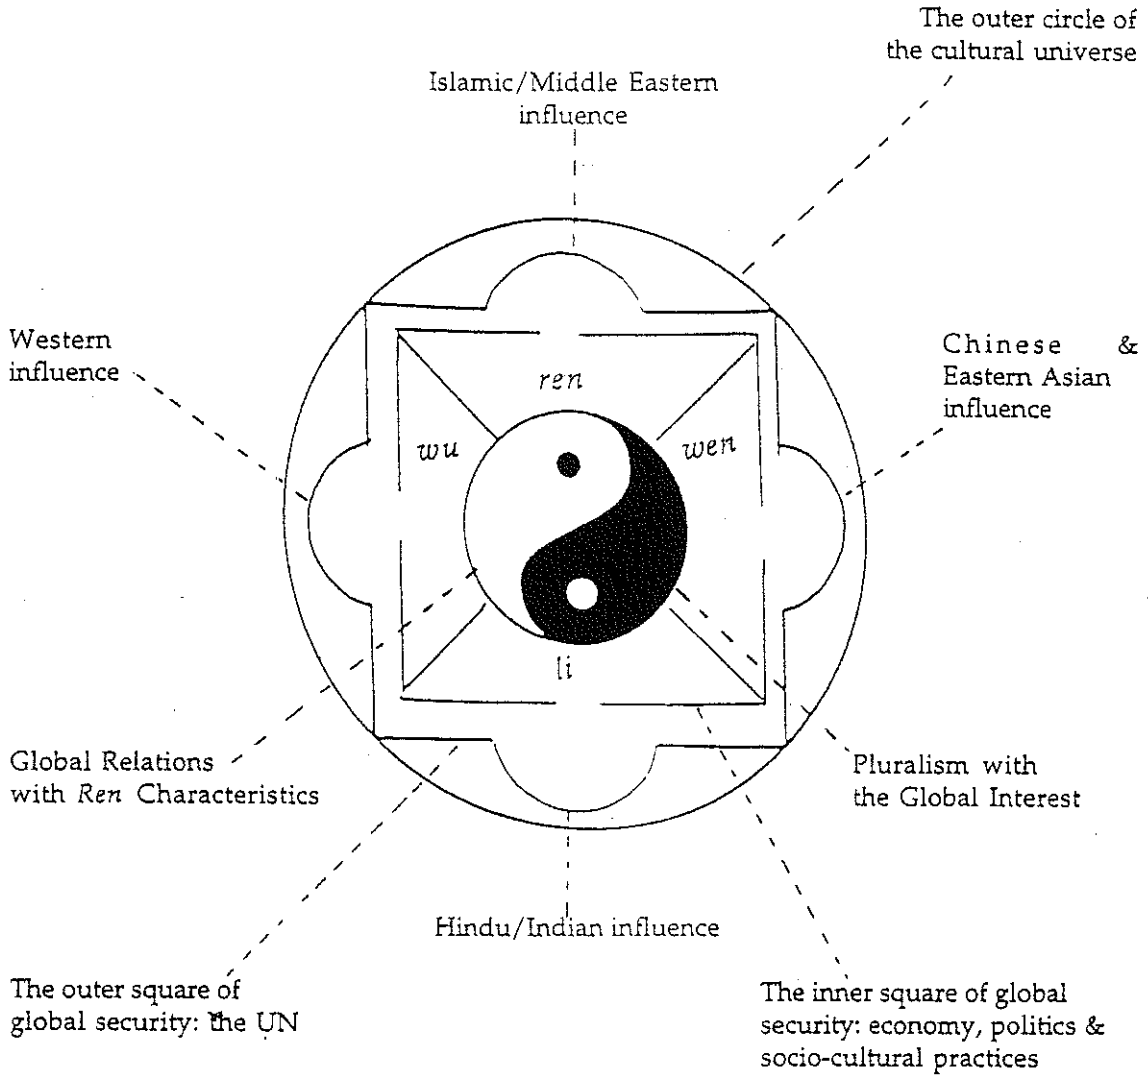 The outer circle of
the cultural universe
Islamic/Middle Eastern
influence
Western
influence
Chinese &
Eastern Asian
influence
ren
wu
wen
li
Global Relations
with Ren Characteristics
Pluralism with
the Global Interest
Hindu/Indian influence
The outer square of
global security: the UN
The inner square of global
security: economy, politics &
socio-cultural practices